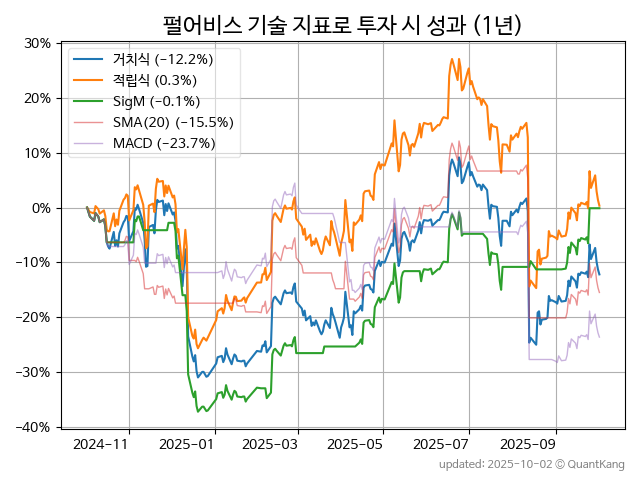 펄어비스 기술 지표로 투자 시 성과 (1년)
30%
20%
10%
0%
−10%
−20%
−30%
−40%
거치식 (−12.2%)
적립식 (0.3%)
SigM (−0.1%)
SMA(20) (−15.5%)
MACD (−23.7%)
2024-11
2025-01
2025-03
2025-05
2025-07
2025-09
updated: 2025-10-02 © QuantKang